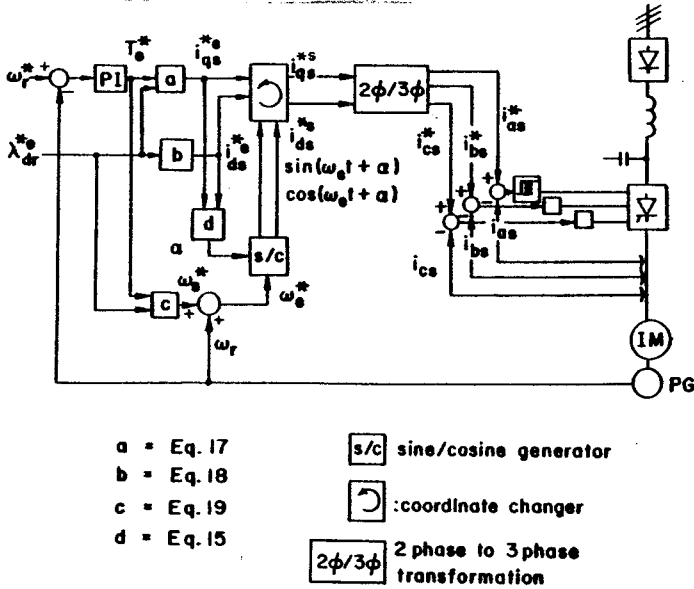 ωr* + − PI Te* a iqs*e iqs*s 2φ/3φ
λdr*e b ids*e ids*s ics* ibs* ias*
sin(ωet + α)
cos(ωet + α)
d α s/c
c ωs* + + ωe*
ωr
+ − + − + −
ics ibs ias
IM
PG
a = Eq. 17
b = Eq. 18
c = Eq. 19
d = Eq. 15
s/c sine/cosine generator
:coordinate changer
2φ/3φ 2 phase to 3 phase
transformation